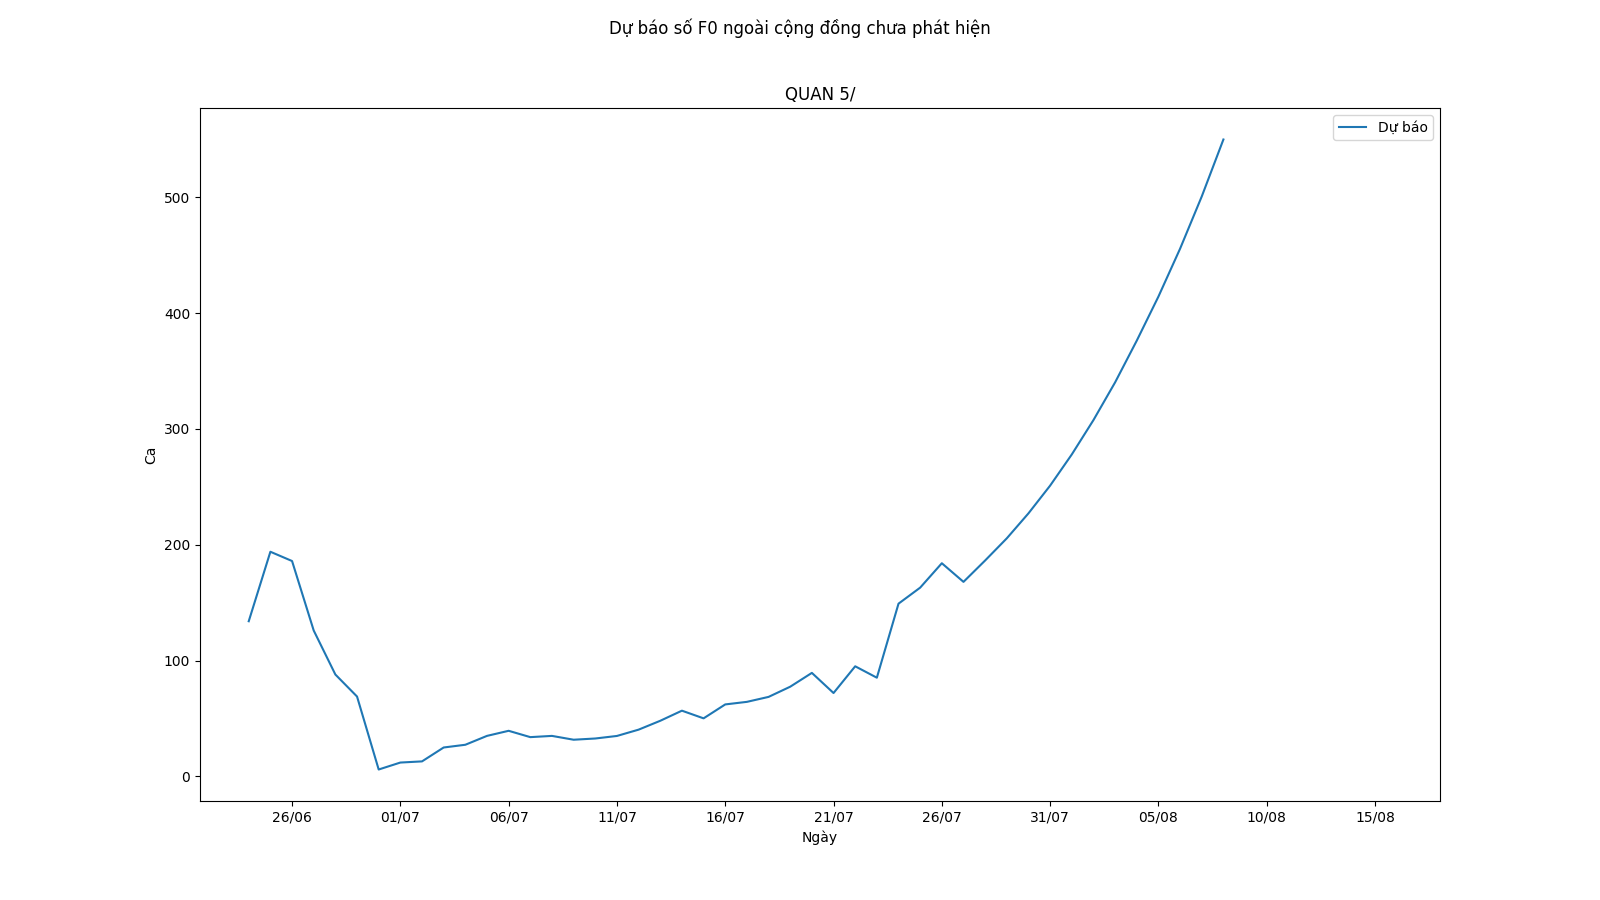 Dự báo số F0 ngoài cộng đồng chưa phát hiện
QUAN 5/
Dự báo
500
400
300
200
100
0
Ca
26/06 01/07 06/07 11/07 16/07 21/07 26/07 31/07 05/08 10/08 15/08
Ngày